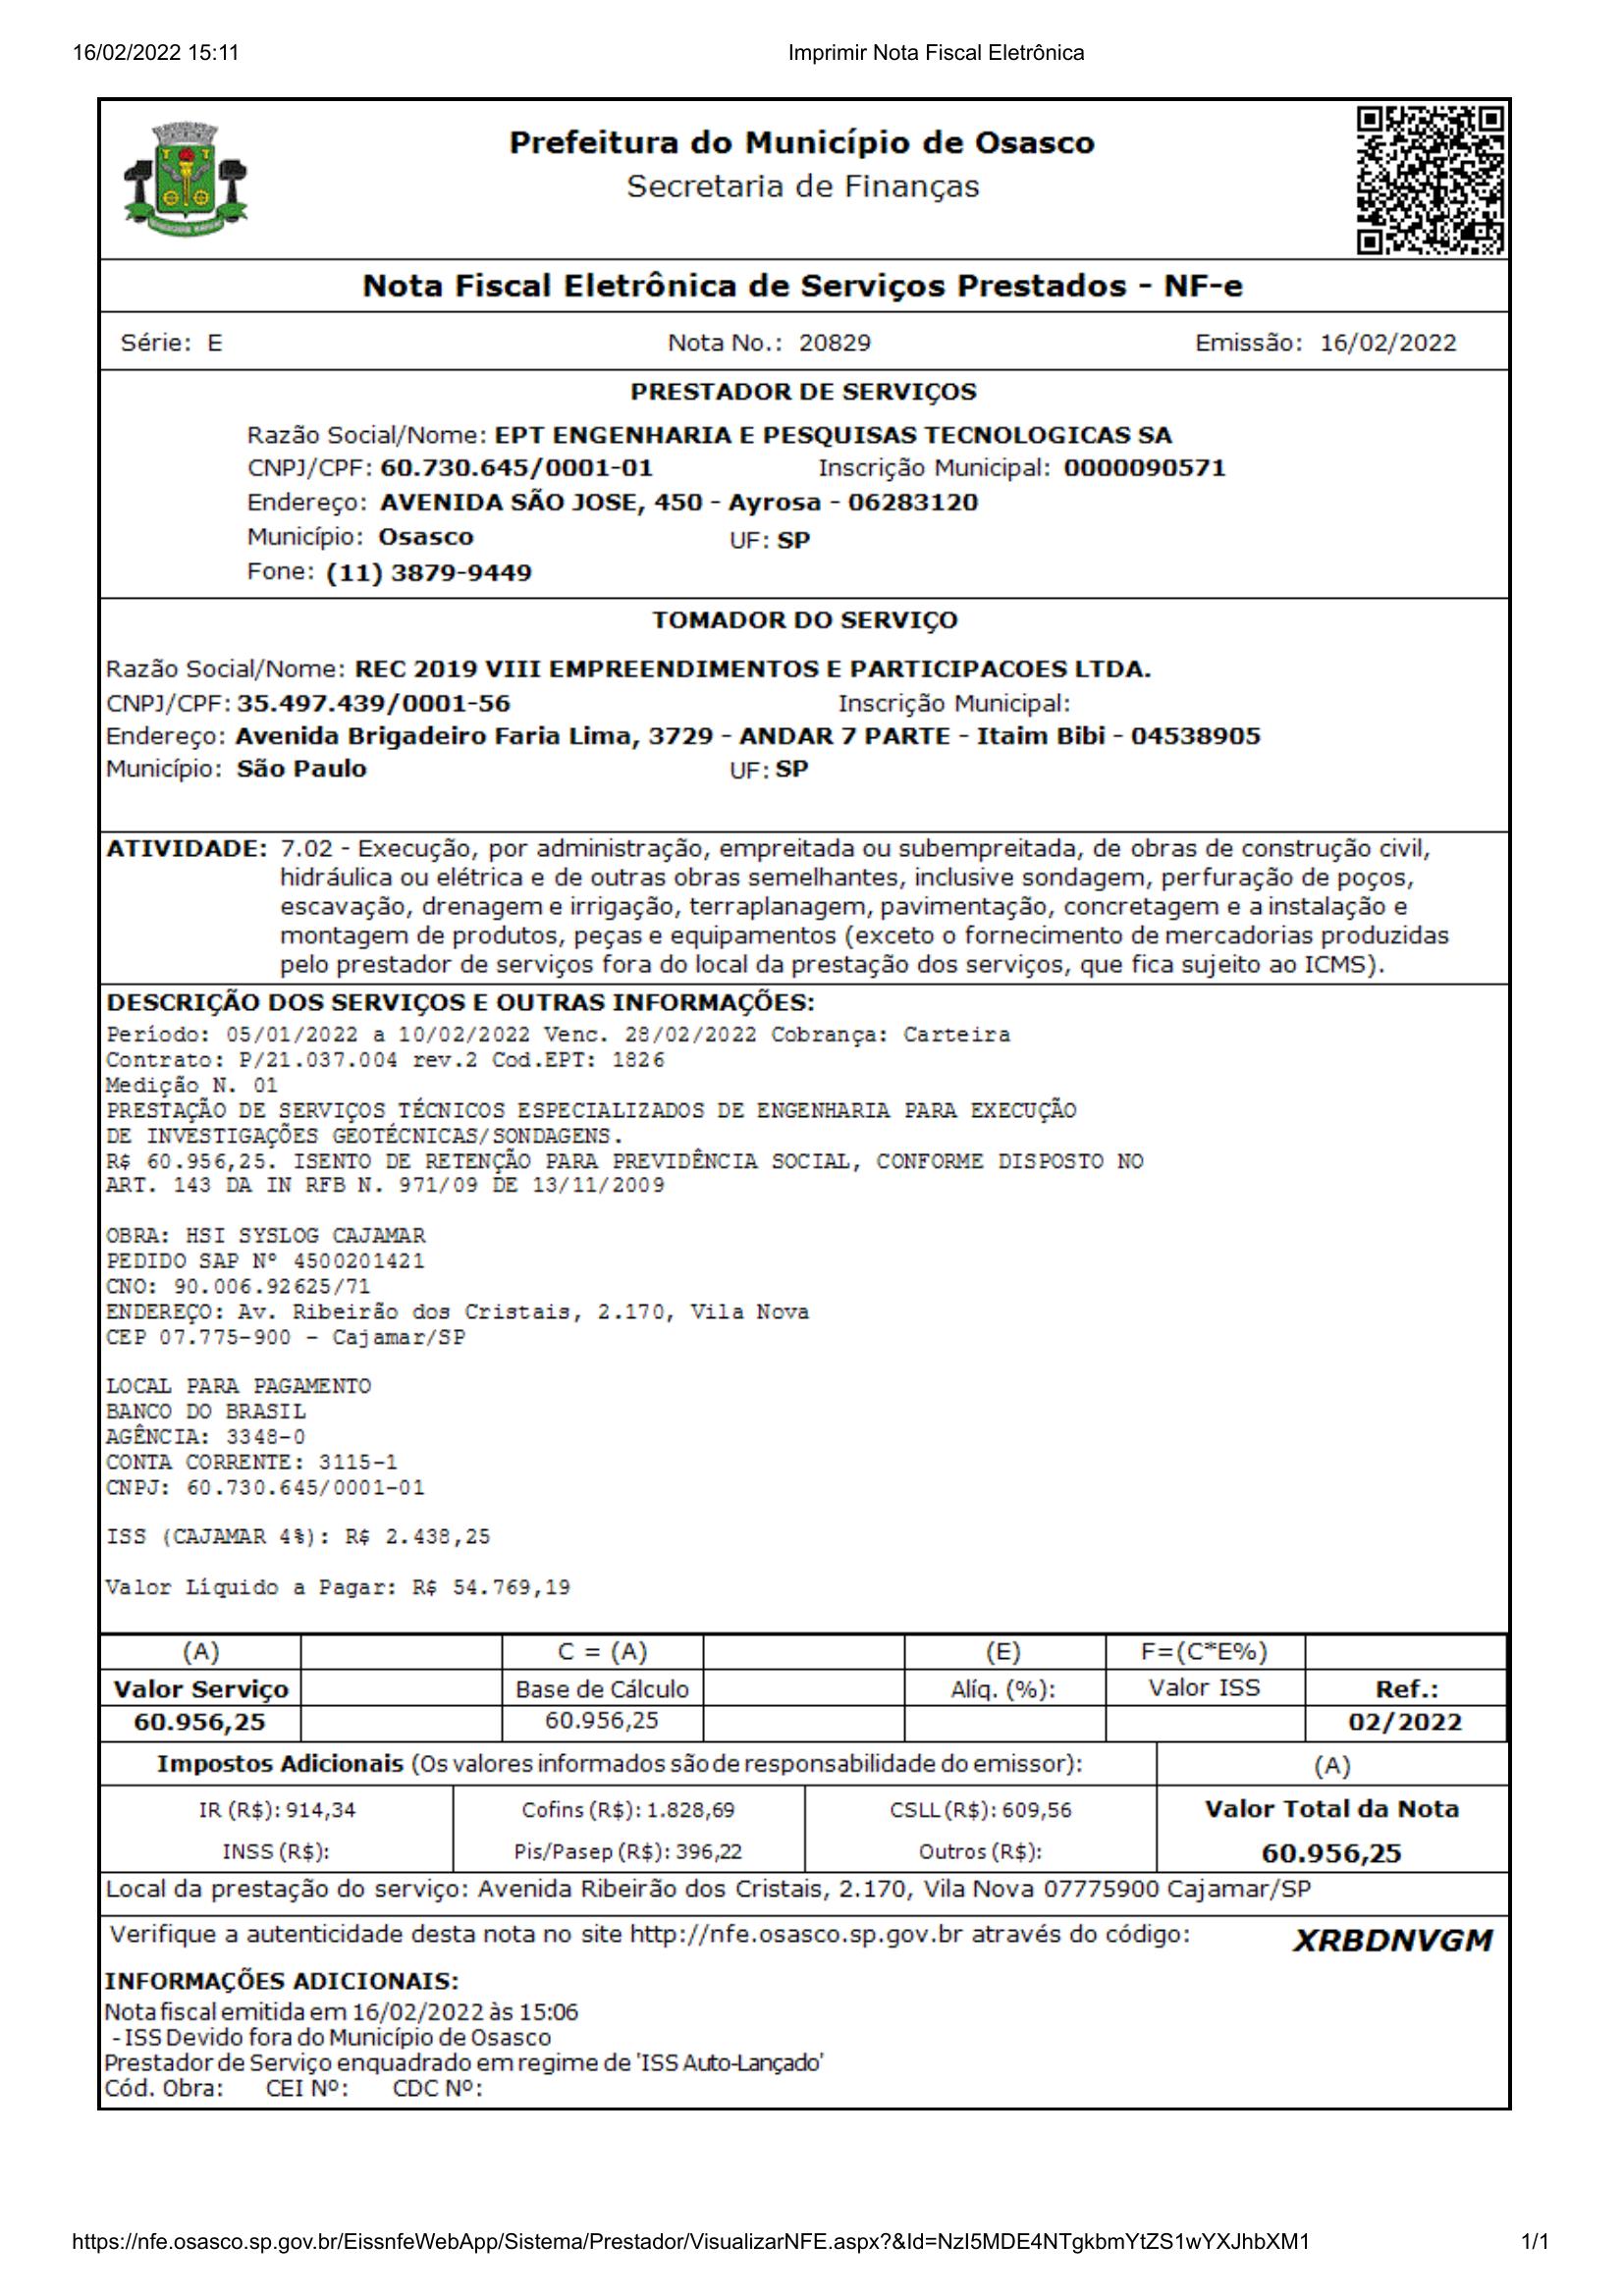 16/02/2022 15:11
Imprimir Nota Fiscal Eletrônica
Prefeitura do Município de Osasco
Secretaria de Finanças
Nota Fiscal Eletrônica de Serviços Prestados - NF-e
Série: E Nota No.: 20829 Emissão: 16/02/2022
PRESTADOR DE SERVIÇOS
Razão Social/Nome: EPT ENGENHARIA E PESQUISAS TECNOLOGICAS SA
CNPJ/CPF: 60.730.645/0001-01 Inscrição Municipal: 0000090571
Endereço: AVENIDA SÃO JOSE, 450 - Ayrosa - 06283120
Município: Osasco UF: SP
Fone: (11) 3879-9449
TOMADOR DO SERVIÇO
Razão Social/Nome: REC 2019 VIII EMPREENDIMENTOS E PARTICIPACOES LTDA.
CNPJ/CPF: 35.497.439/0001-56 Inscrição Municipal:
Endereço: Avenida Brigadeiro Faria Lima, 3729 - ANDAR 7 PARTE - Itaim Bibi - 04538905
Município: São Paulo UF: SP
ATIVIDADE: 7.02 - Execução, por administração, empreitada ou subempreitada, de obras de construção civil,
hidráulica ou elétrica e de outras obras semelhantes, inclusive sondagem, perfuração de poços,
escavação, drenagem e irrigação, terraplanagem, pavimentação, concretagem e a instalação e
montagem de produtos, peças e equipamentos (exceto o fornecimento de mercadorias produzidas
pelo prestador de serviços fora do local da prestação dos serviços, que fica sujeito ao ICMS).
DESCRIÇÃO DOS SERVIÇOS E OUTRAS INFORMAÇÕES:
Período: 05/01/2022 a 10/02/2022 Venc. 28/02/2022 Cobrança: Carteira
Contrato: P/21.037.004 rev.2 Cod.EPT: 1826
Medição N. 01
PRESTAÇÃO DE SERVIÇOS TÉCNICOS ESPECIALIZADOS DE ENGENHARIA PARA EXECUÇÃO
DE INVESTIGAÇÕES GEOTÉCNICAS/SONDAGENS.
R$ 60.956,25. ISENTO DE RETENÇÃO PARA PREVIDÊNCIA SOCIAL, CONFORME DISPOSTO NO
ART. 143 DA IN RFB N. 971/09 DE 13/11/2009
OBRA: HSI SYSLOG CAJAMAR
PEDIDO SAP Nº 4500201421
CNO: 90.006.92625/71
ENDEREÇO: Av. Ribeirão dos Cristais, 2.170, Vila Nova
CEP 07.775-900 - Cajamar/SP
LOCAL PARA PAGAMENTO
BANCO DO BRASIL
AGÊNCIA: 3348-0
CONTA CORRENTE: 3115-1
CNPJ: 60.730.645/0001-01
ISS (CAJAMAR 4%): R$ 2.438,25
Valor Líquido a Pagar: R$ 54.769,19
(A) C = (A) (E) F=(C*E%)
Valor Serviço Base de Cálculo Alíq. (%): Valor ISS Ref.:
60.956,25 60.956,25 02/2022
Impostos Adicionais (Os valores informados são de responsabilidade do emissor): (A)
IR (R$): 914,34 Cofins (R$): 1.828,69 CSLL (R$): 609,56 Valor Total da Nota
INSS (R$): Pis/Pasep (R$): 396,22 Outros (R$): 60.956,25
Local da prestação do serviço: Avenida Ribeirão dos Cristais, 2.170, Vila Nova 07775900 Cajamar/SP
Verifique a autenticidade desta nota no site http://nfe.osasco.sp.gov.br através do código: XRBDNVGM
INFORMAÇÕES ADICIONAIS:
Nota fiscal emitida em 16/02/2022 às 15:06
- ISS Devido fora do Município de Osasco
Prestador de Serviço enquadrado em regime de 'ISS Auto-Lançado'
Cód. Obra: CEI Nº: CDC Nº:
https://nfe.osasco.sp.gov.br/EissnfeWebApp/Sistema/Prestador/VisualizarNFE.aspx?&Id=NzI5MDE4NTgkbmYtZS1wYXJhbXM1
1/1